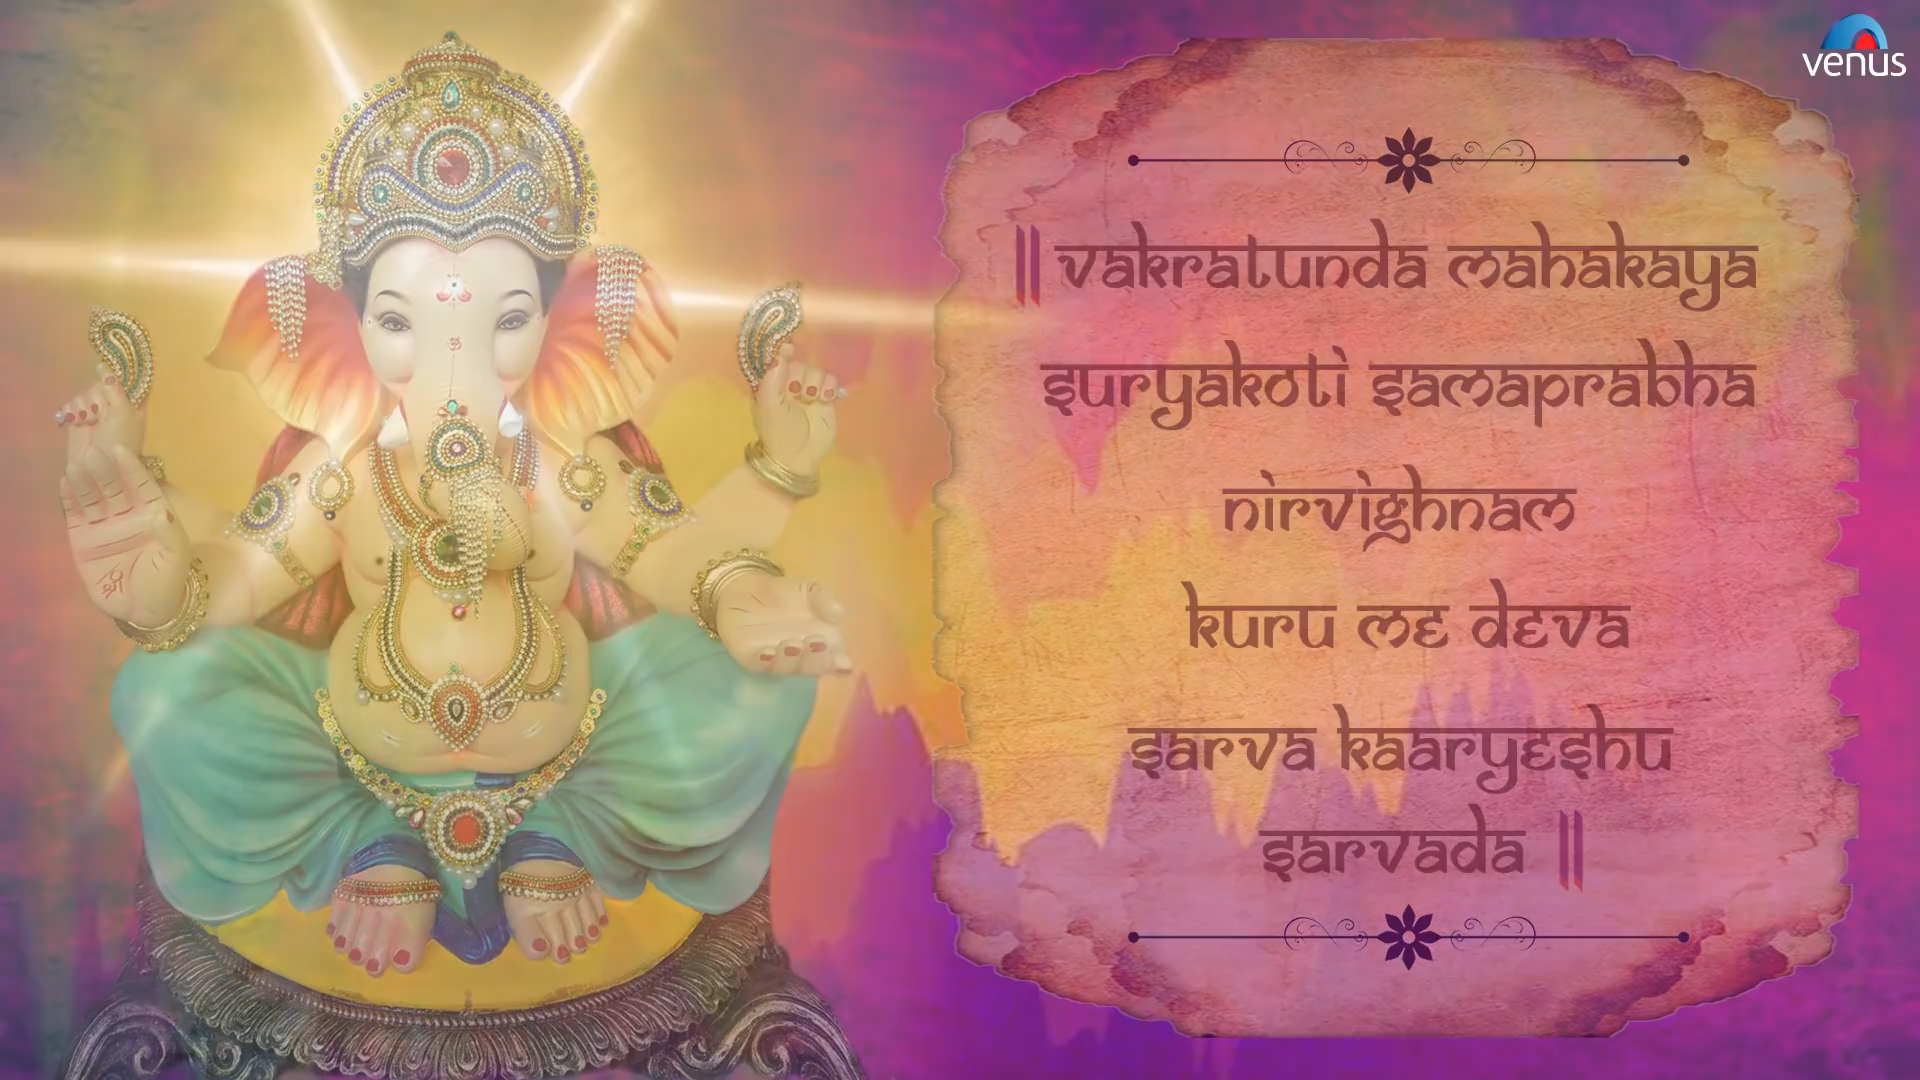 venus
|| vakratunda mahakaya
suryakoti samaprabha
nirvighnam
kuru me deva
sarva kaaryeshu
sarvada ||
श्री
ॐ